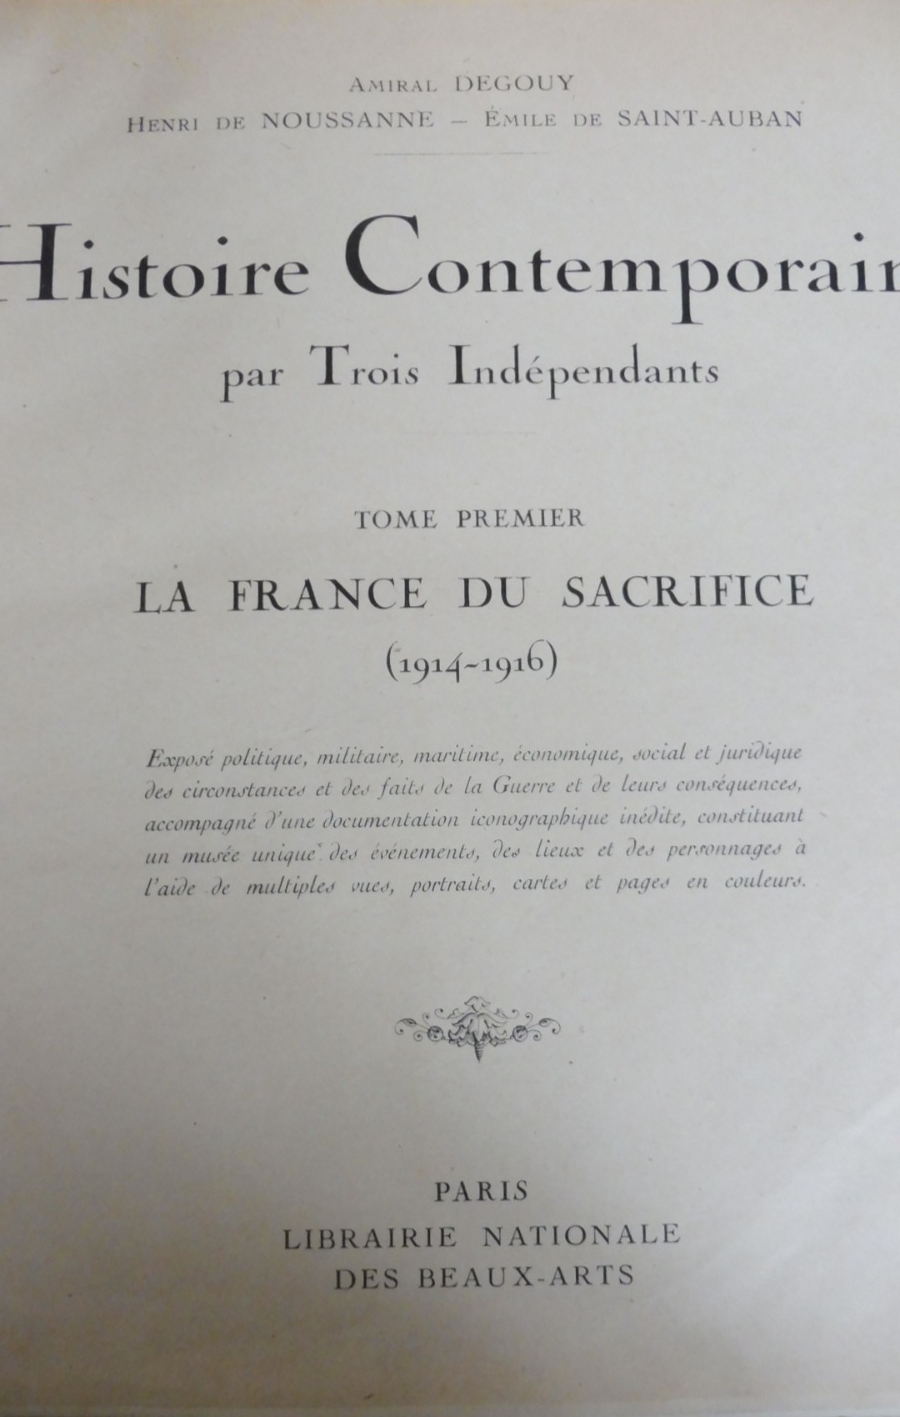 Amiral DEGOUY
Henri de NOUSSANNE – Émile de SAINT-AUBAN
Histoire Contemporain
par Trois Indépendants
TOME PREMIER
LA FRANCE DU SACRIFICE
(1914-1916)
Exposé politique, militaire, maritime, économique, social et juridique
des circonstances et des faits de la Guerre et de leurs conséquences,
accompagné d'une documentation iconographique inédite, constituant
un musée unique des événements, des lieux et des personnages à
l'aide de multiples vues, portraits, cartes et pages en couleurs.
PARIS
LIBRAIRIE NATIONALE
DES BEAUX-ARTS